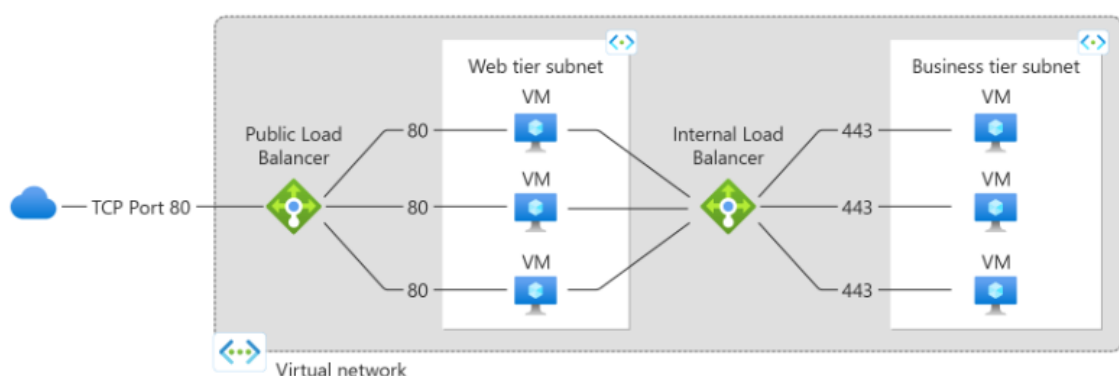 Web tier subnet
Business tier subnet
VM
VM
Public Load
Balancer
80
Internal Load
Balancer
443
VM
VM
TCP Port 80
80
443
VM
VM
80
443
Virtual network